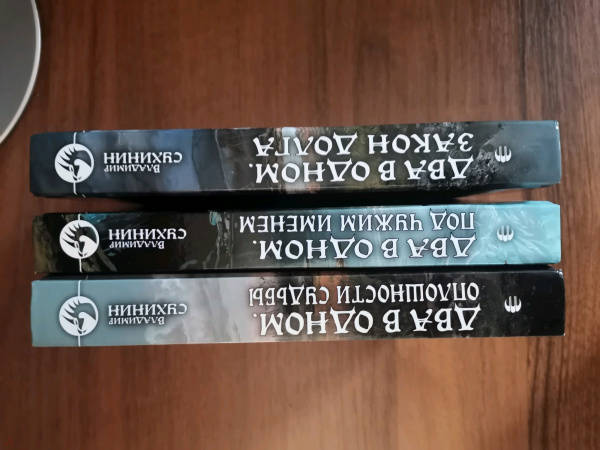 ДВА В ОДНОМ.
ОПЛОШНОСТИ СУДЬБЫ
ВЛАДИМИР
СУХИНИН
ДВА В ОДНОМ.
ПОД ЧУЖИМ ИМЕНЕМ
ВЛАДИМИР
СУХИНИН
ДВА В ОДНОМ.
ЗАКОН ДОЛГА
ВЛАДИМИР
СУХИНИН